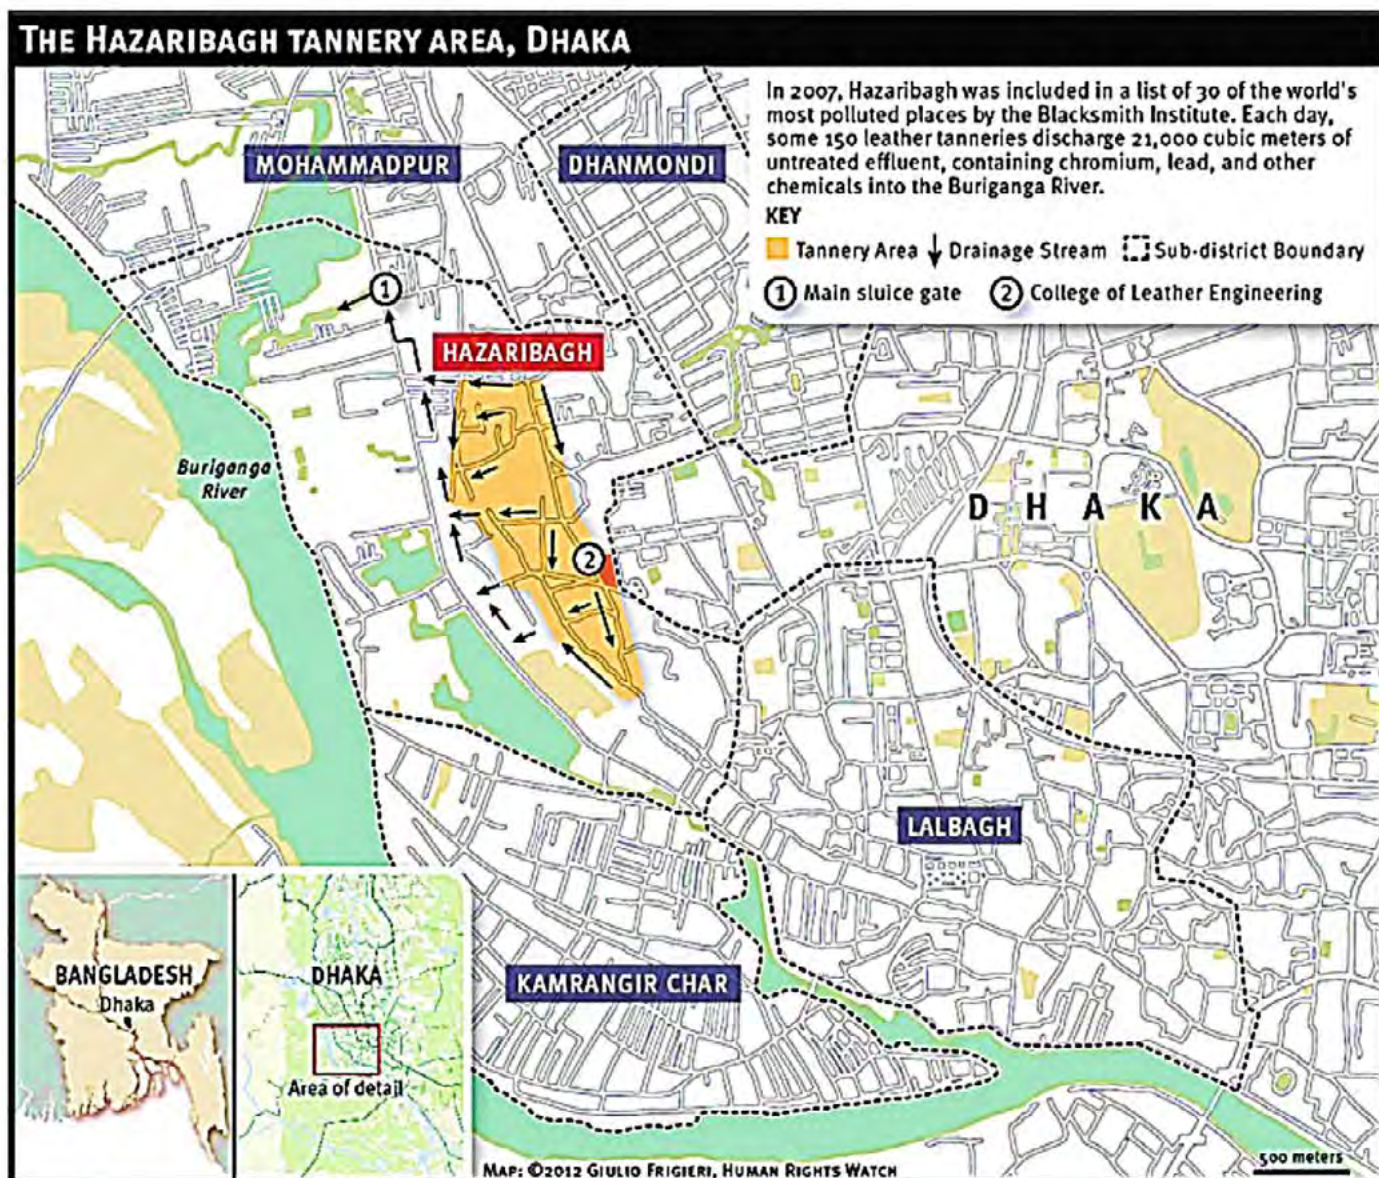 THE HAZARIBAGH TANNERY AREA, DHAKA
In 2007, Hazaribagh was included in a list of 30 of the world's
most polluted places by the Blacksmith Institute. Each day,
some 150 leather tanneries discharge 21,000 cubic meters of
untreated effluent, containing chromium, lead, and other
chemicals into the Buriganga River.
KEY
Tannery Area
Drainage Stream
Sub-district Boundary
1 Main sluice gate
2 College of Leather Engineering
MOHAMMADPUR
DHANMONDI
1
HAZARIBAGH
Buriganga
River
DHAKA
2
LALBAGH
KAMRANGIR CHAR
BANGLADESH
Dhaka
DHAKA
Area of detail
500 meters
MAP: ©2012 GIULIO FRIGIERI, HUMAN RIGHTS WATCH